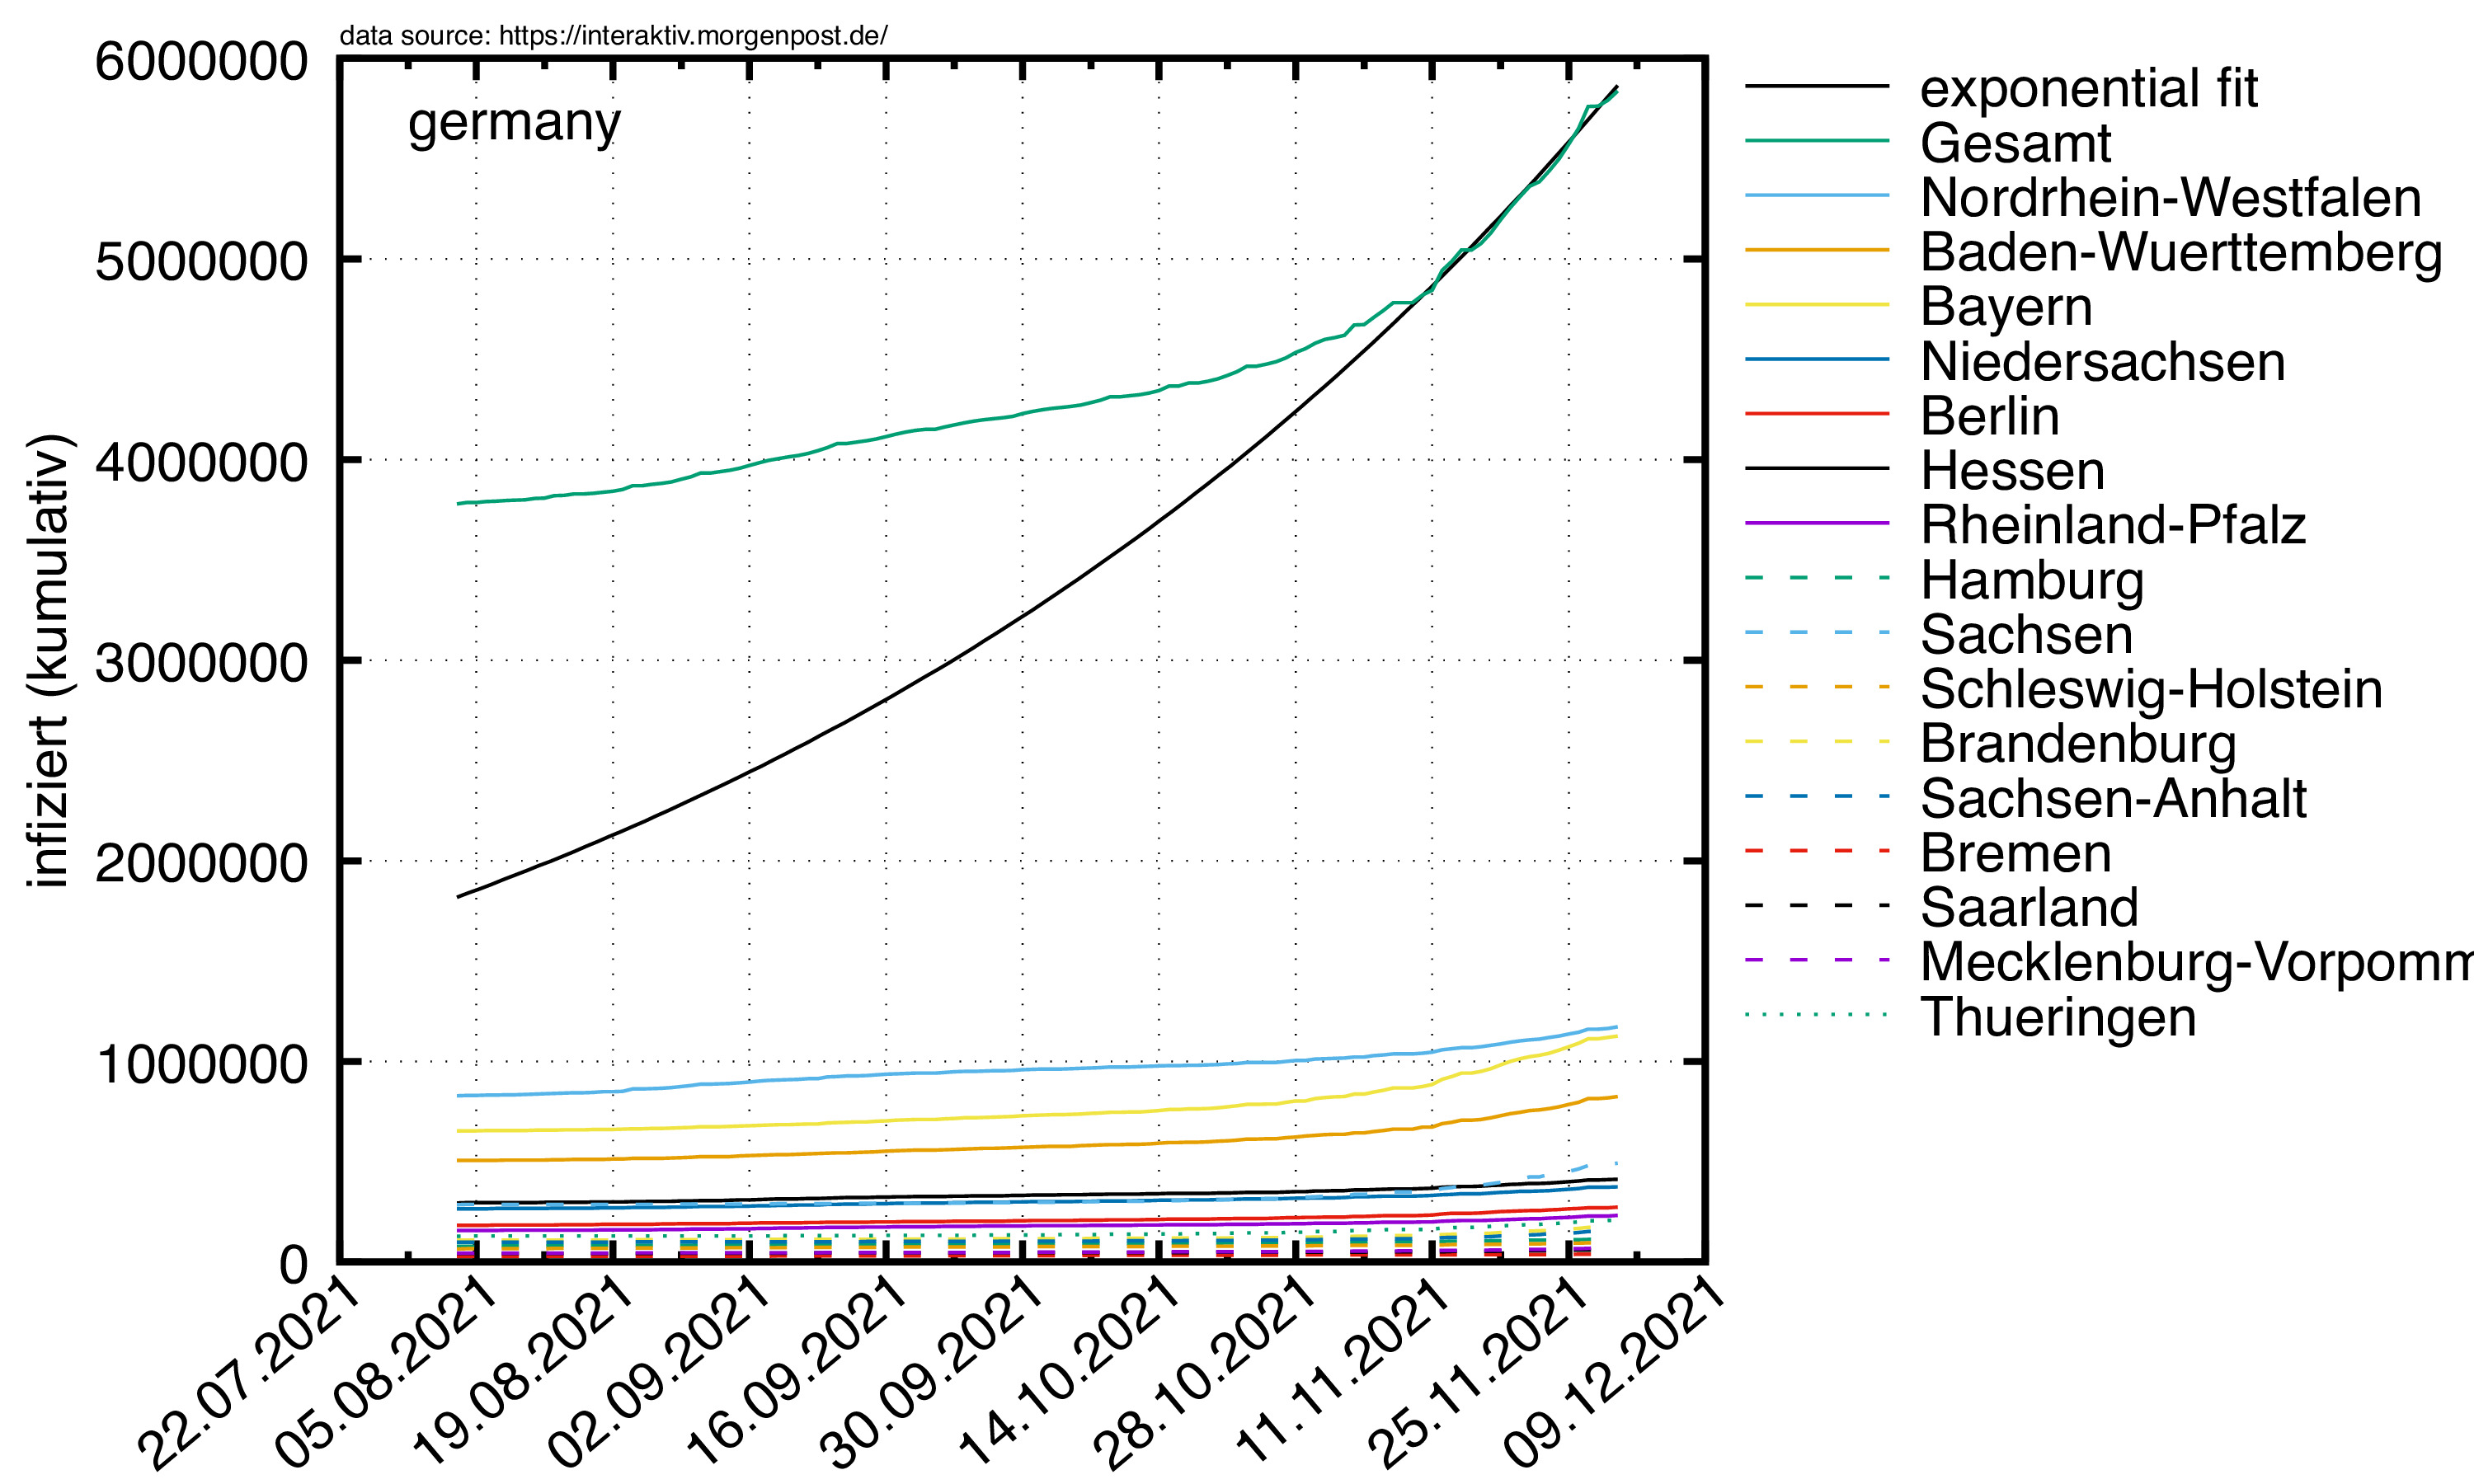 data source: https://interaktiv.morgenpost.de/
germany
infiziert (kumulativ)
6000000
5000000
4000000
3000000
2000000
1000000
0
22.07.2021
05.08.2021
19.08.2021
02.09.2021
16.09.2021
30.09.2021
14.10.2021
28.10.2021
11.11.2021
25.11.2021
09.12.2021
exponential fit
Gesamt
Nordrhein-Westfalen
Baden-Wuerttemberg
Bayern
Niedersachsen
Berlin
Hessen
Rheinland-Pfalz
Hamburg
Sachsen
Schleswig-Holstein
Brandenburg
Sachsen-Anhalt
Bremen
Saarland
Mecklenburg-Vorpomm
Thueringen